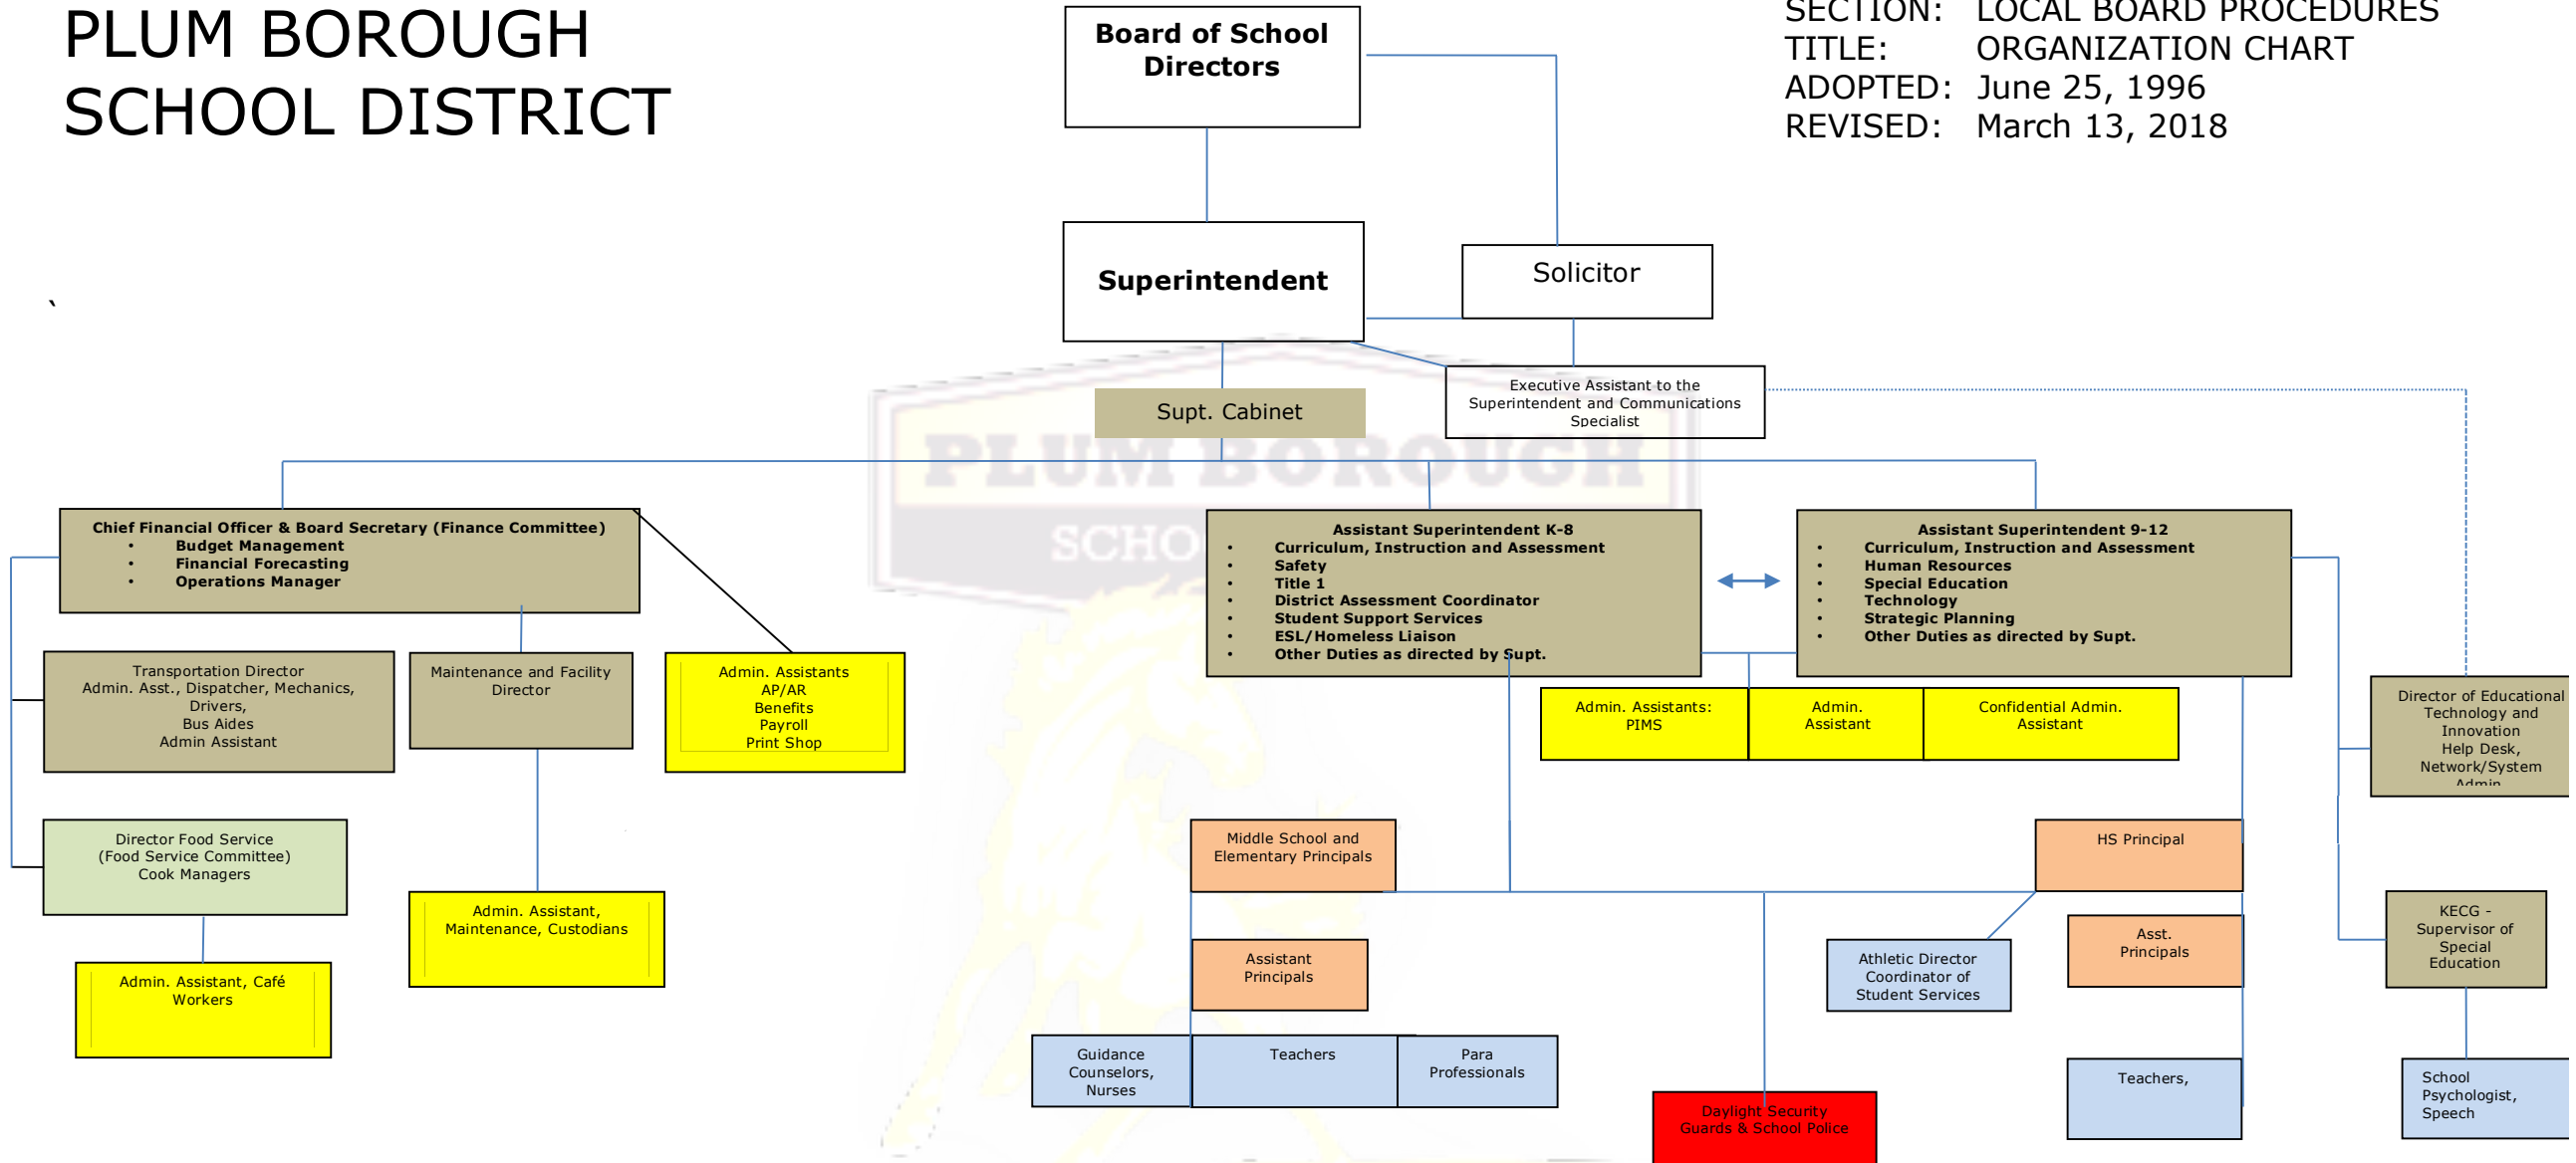 PLUM BOROUGH
SCHOOL DISTRICT
SECTION: LOCAL BOARD PROCEDURES
TITLE: ORGANIZATION CHART
ADOPTED: June 25, 1996
REVISED: March 13, 2018
`
Board of School
Directors
Superintendent
Solicitor
Executive Assistant to the
Superintendent and Communications
Specialist
Supt. Cabinet
PLUM BOROUGH
SCHO
Chief Financial Officer & Board Secretary (Finance Committee)
• Budget Management
• Financial Forecasting
• Operations Manager
Assistant Superintendent K-8
• Curriculum, Instruction and Assessment
• Safety
• Title 1
• District Assessment Coordinator
• Student Support Services
• ESL/Homeless Liaison
• Other Duties as directed by Supt.
Assistant Superintendent 9-12
• Curriculum, Instruction and Assessment
• Human Resources
• Special Education
• Technology
• Strategic Planning
• Other Duties as directed by Supt.
Transportation Director
Admin. Asst., Dispatcher, Mechanics,
Drivers,
Bus Aides
Admin Assistant
Maintenance and Facility
Director
Admin. Assistants
AP/AR
Benefits
Payroll
Print Shop
Admin. Assistants:
PIMS
Admin.
Assistant
Confidential Admin.
Assistant
Director of Educational
Technology and
Innovation
Help Desk,
Network/System
Admin
Director Food Service
(Food Service Committee)
Cook Managers
Middle School and
Elementary Principals
HS Principal
Admin. Assistant,
Maintenance, Custodians
KECG -
Supervisor of
Special
Education
Asst.
Principals
Assistant
Principals
Athletic Director
Coordinator of
Student Services
Admin. Assistant, Café
Workers
Guidance
Counselors,
Nurses
Teachers
Para
Professionals
Teachers,
School
Psychologist,
Speech
Daylight Security
Guards & School Police